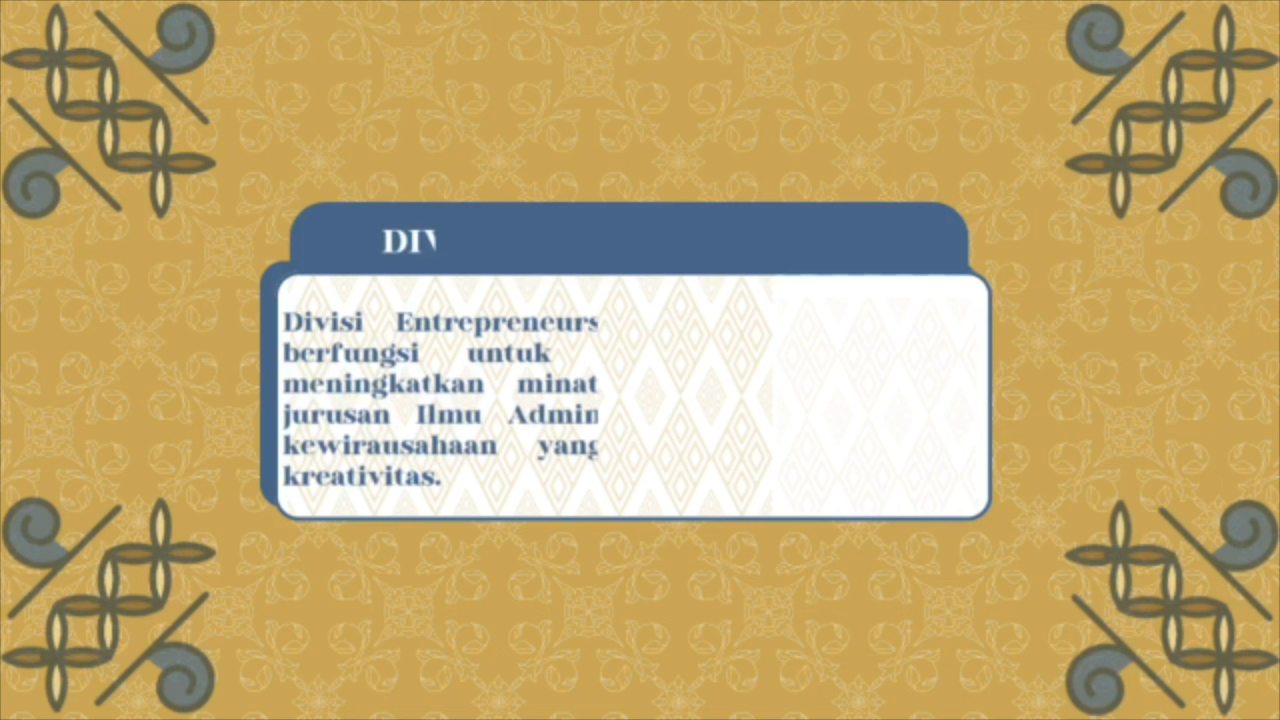 DIV
Divisi Entrepreneurs
berfungsi untuk
meningkatkan minat
jurusan Ilmu Admin
kewirausahaan yang
kreativitas.